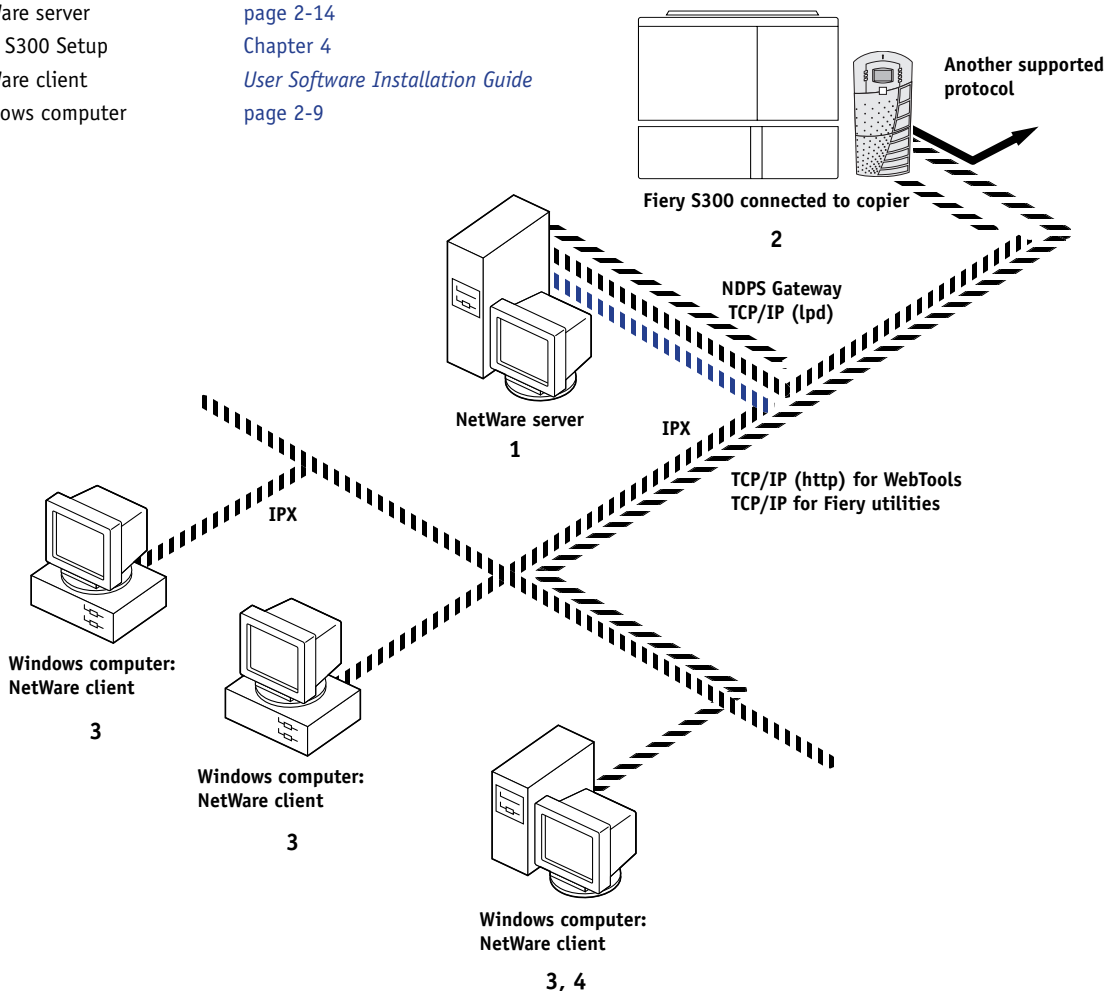 are server page 2-14
S300 Setup Chapter 4
are client User Software Installation Guide
ows computer page 2-9
Another supported
protocol
Fiery S300 connected to copier
2
NDPS Gateway
TCP/IP (lpd)
NetWare server
1
IPX
TCP/IP (http) for WebTools
TCP/IP for Fiery utilities
IPX
Windows computer:
NetWare client
3
Windows computer:
NetWare client
3
Windows computer:
NetWare client
3, 4